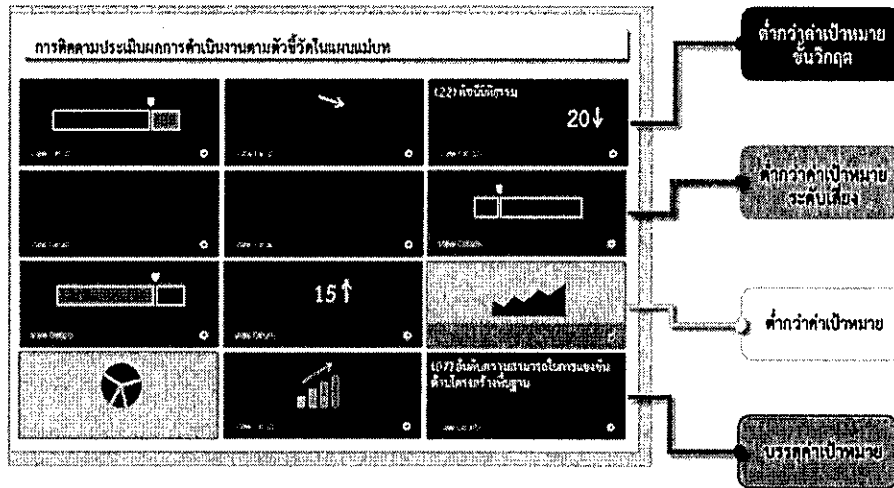 การติดตามประเมินผลการดำเนินงานตามตัวชี้วัดในแผนแม่บท
(22) ดัชนีนิติธรรม
20↓
15↑
(07) อันดับความสามารถในการแข่งขัน
ด้านโครงสร้างพื้นฐาน
ต่ำกว่าค่าเป้าหมาย
ขั้นวิกฤต
ต่ำกว่าค่าเป้าหมาย
ระดับเสี่ยง
ต่ำกว่าค่าเป้าหมาย
บรรลุค่าเป้าหมาย